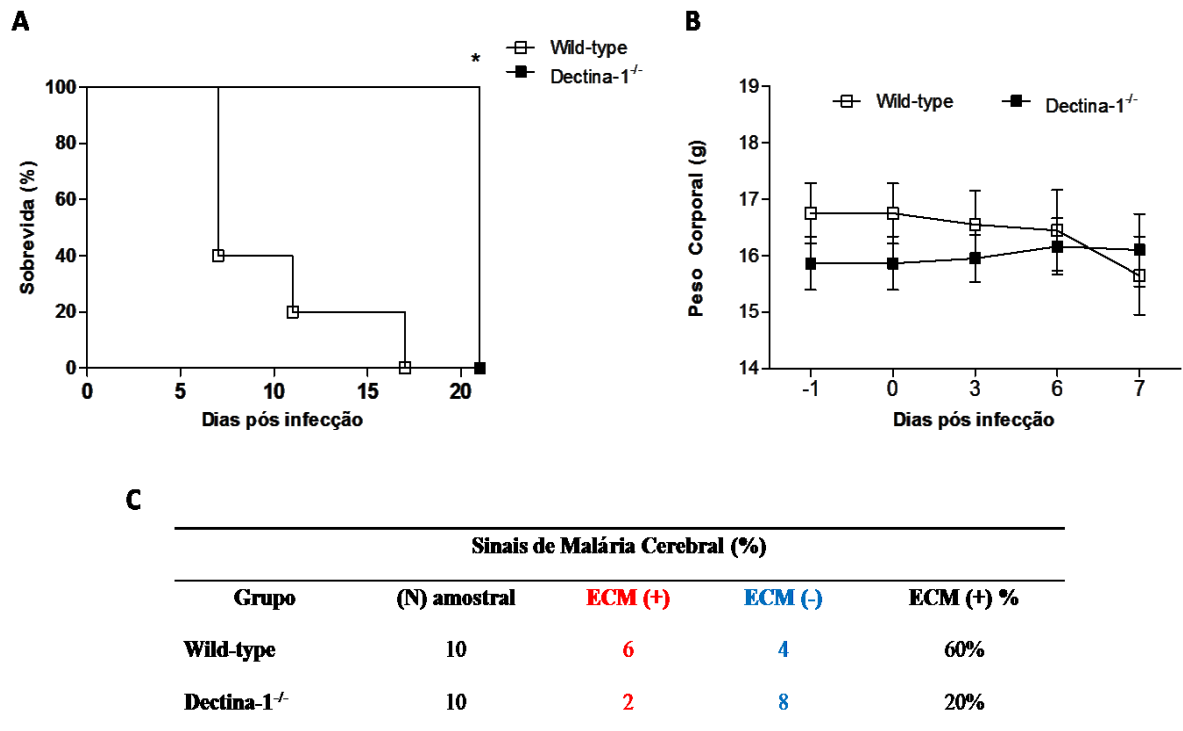 A
Wild-type
Dectina-1-/-
*
Sobrevida (%)
100
80
60
40
20
0
0 5 10 15 20
Dias pós infecção
B
Wild-type Dectina-1-/-
Peso Corporal (g)
19
18
17
16
15
14
-1 0 3 6 7
Dias pós infecção
C
Sinais de Malária Cerebral (%)
Grupo (N) amostral ECM (+) ECM (-) ECM (+) %
Wild-type 10 6 4 60%
Dectina-1-/- 10 2 8 20%